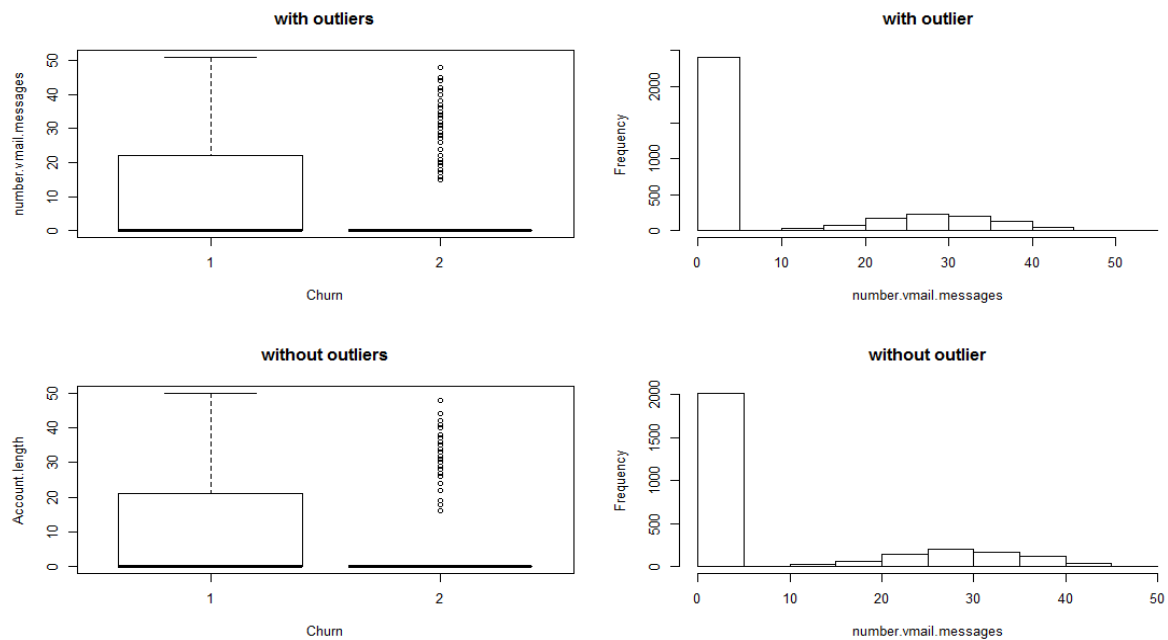 with outliers
number.vmail.messages
0 10 20 30 40 50
1 2
Churn
with outlier
Frequency
0 500 1000 2000
0 10 20 30 40 50
number.vmail.messages
without outliers
Account.length
0 10 20 30 40 50
1 2
Churn
without outlier
Frequency
0 500 1000 1500 2000
0 10 20 30 40 50
number.vmail.messages